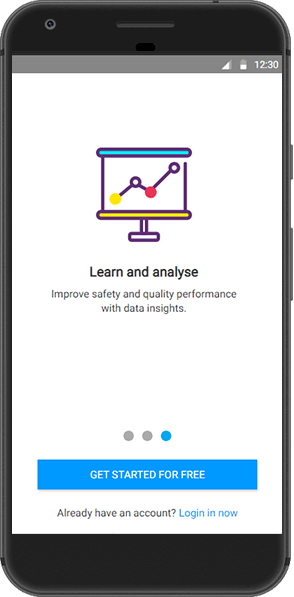 12:30
Learn and analyse
Improve safety and quality performance
with data insights.
GET STARTED FOR FREE
Already have an account? Login in now